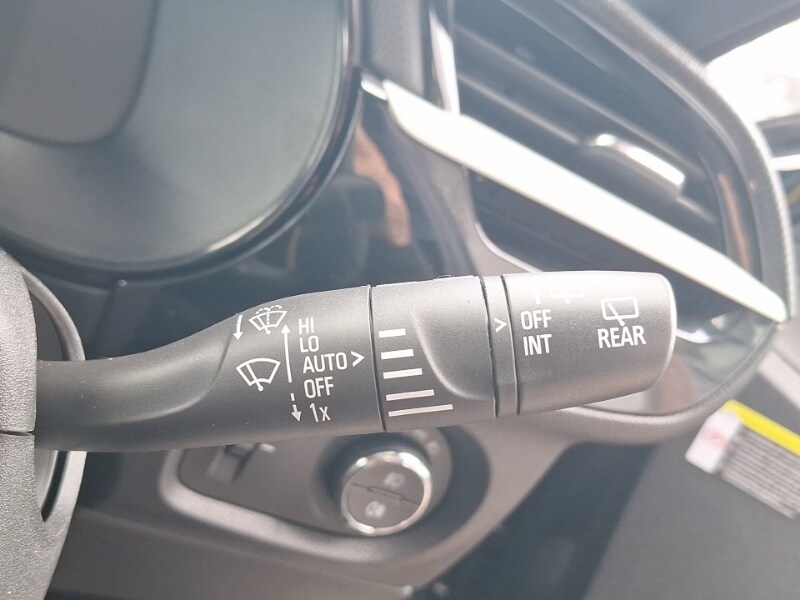 HI
LO
AUTO >
OFF
1x
>
OFF
INT
REAR